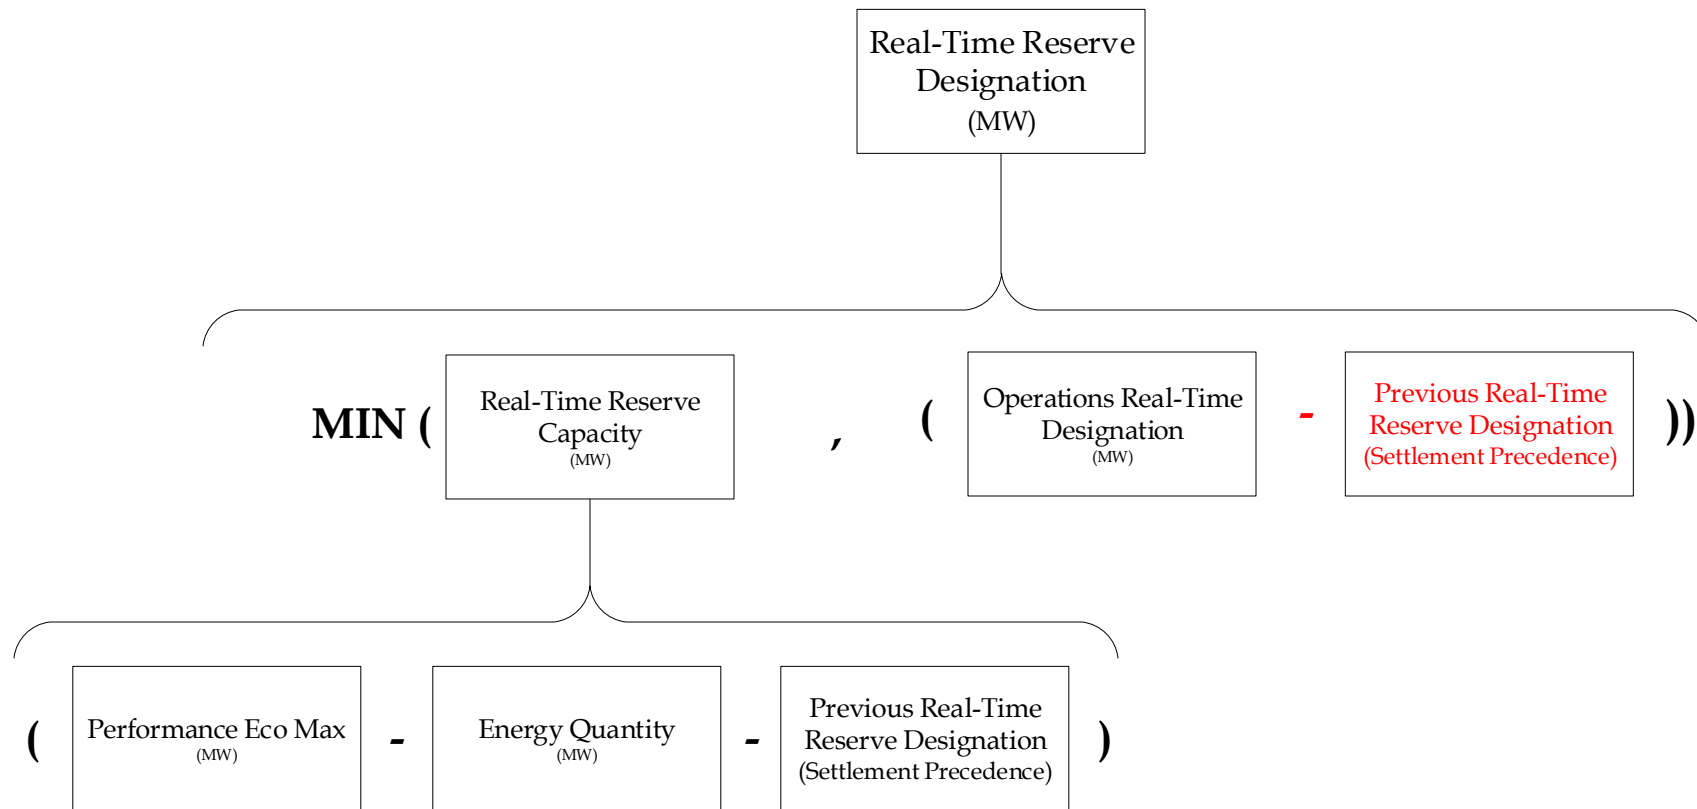 Real-Time Reserve
Designation
(MW)
MIN (
Real-Time Reserve
Capacity
(MW)
,
(
Operations Real-Time
Designation
(MW)
-
Previous Real-Time
Reserve Designation
(Settlement Precedence)
))
(
Performance Eco Max
(MW)
-
Energy Quantity
(MW)
-
Previous Real-Time
Reserve Designation
(Settlement Precedence)
)